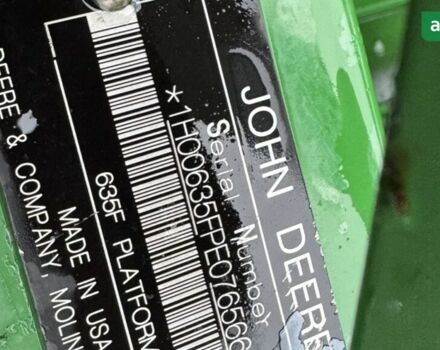 JOHN DEERE
Serial Number
*1H00635FPE076566
635F PLATFORM
MADE IN USA
DEERE & COMPANY, MOLIN
a